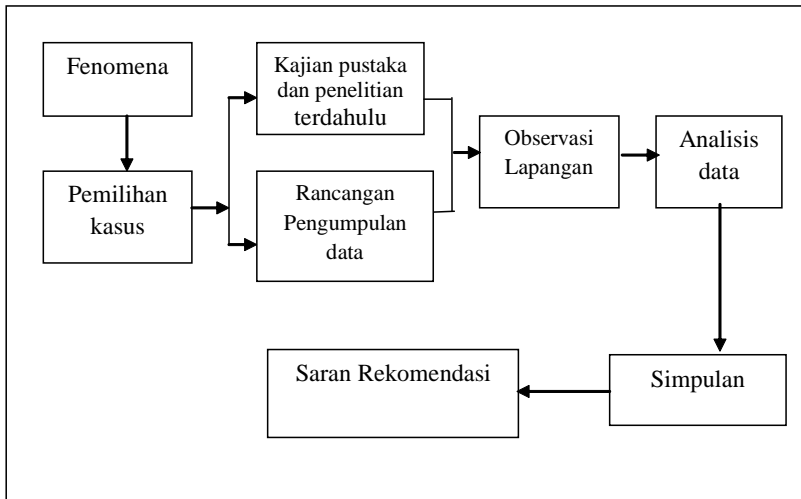 Fenomena
Pemilihan
kasus
Kajian pustaka
dan penelitian
terdahulu
Rancangan
Pengumpulan
data
Observasi
Lapangan
Analisis
data
Simpulan
Saran Rekomendasi